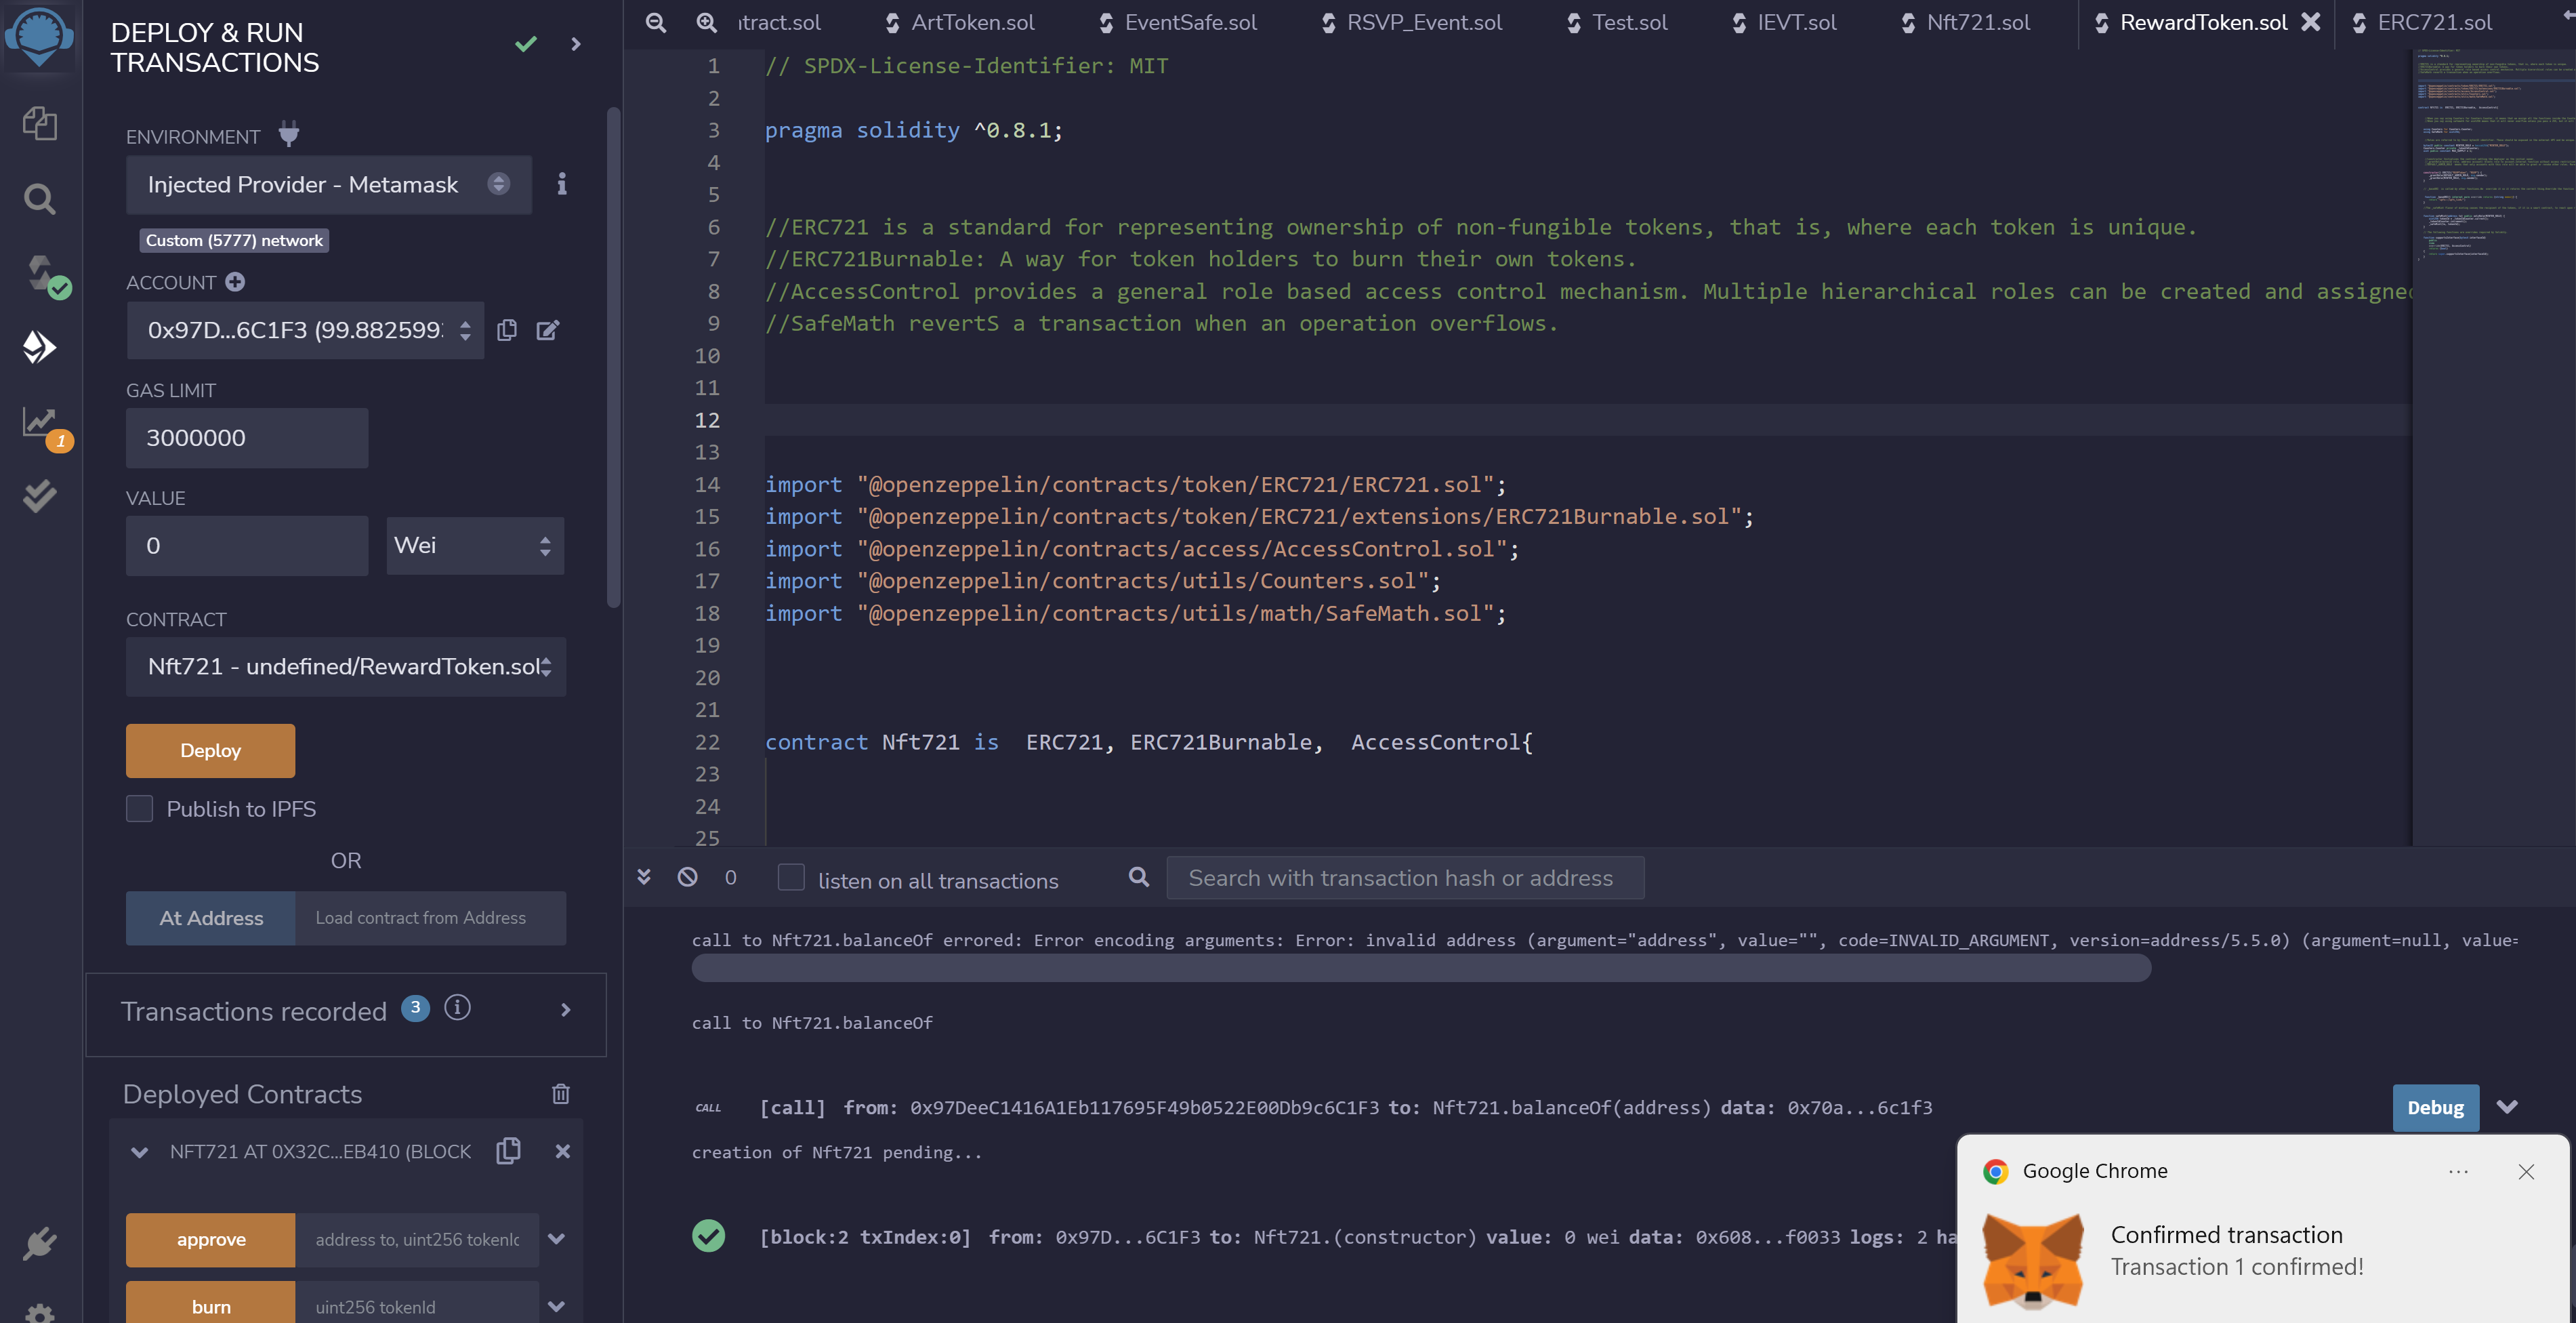 DEPLOY & RUN
TRANSACTIONS
ENVIRONMENT
Injected Provider - Metamask
Custom (5777) network
ACCOUNT
0x97D...6C1F3 (99.882599
GAS LIMIT
3000000
VALUE
0
Wei
CONTRACT
Nft721 - undefined/RewardToken.sol
Deploy
Publish to IPFS
OR
At Address
Load contract from Address
Transactions recorded 3
Deployed Contracts
NFT721 AT 0X32C...EB410 (BLOCK
approve
address to, uint256 tokenId
burn
uint256 tokenId
1
ntract.sol
ArtToken.sol
EventSafe.sol
RSVP_Event.sol
Test.sol
IEVT.sol
Nft721.sol
RewardToken.sol
ERC721.sol
1 // SPDX-License-Identifier: MIT
2
3 pragma solidity ^0.8.1;
4
5
6 //ERC721 is a standard for representing ownership of non-fungible tokens, that is, where each token is unique.
7 //ERC721Burnable: A way for token holders to burn their own tokens.
8 //AccessControl provides a general role based access control mechanism. Multiple hierarchical roles can be created and assigned
9 //SafeMath revertS a transaction when an operation overflows.
10
11
12
13
14 import "@openzeppelin/contracts/token/ERC721/ERC721.sol";
15 import "@openzeppelin/contracts/token/ERC721/extensions/ERC721Burnable.sol";
16 import "@openzeppelin/contracts/access/AccessControl.sol";
17 import "@openzeppelin/contracts/utils/Counters.sol";
18 import "@openzeppelin/contracts/utils/math/SafeMath.sol";
19
20
21
22 contract Nft721 is  ERC721, ERC721Burnable,  AccessControl{
23
24
25
0
listen on all transactions
Search with transaction hash or address
call to Nft721.balanceOf errored: Error encoding arguments: Error: invalid address (argument="address", value="", code=INVALID_ARGUMENT, version=address/5.5.0) (argument=null, value=
call to Nft721.balanceOf
CALL [call] from: 0x97DeeC1416A1Eb117695F49b0522E00Db9c6C1F3 to: Nft721.balanceOf(address) data: 0x70a...6c1f3
Debug
creation of Nft721 pending...
[block:2 txIndex:0] from: 0x97D...6C1F3 to: Nft721.(constructor) value: 0 wei data: 0x608...f0033 logs: 2 ha
Google Chrome
Confirmed transaction
Transaction 1 confirmed!